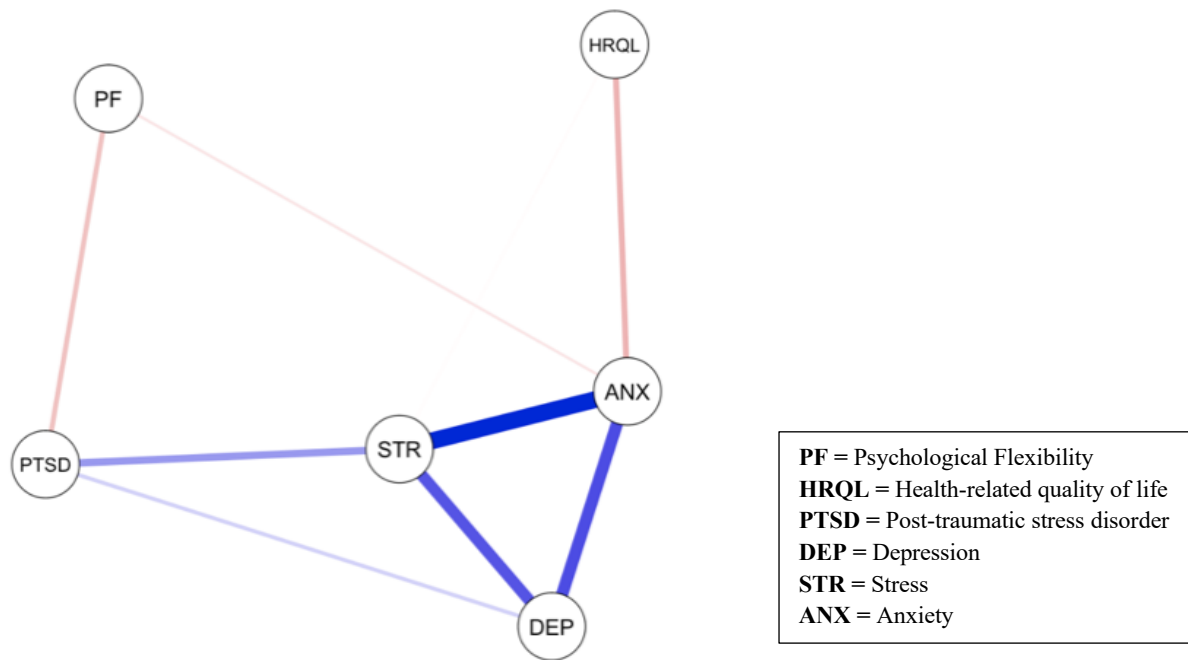 HRQL
PF
ANX
STR
PTSD
DEP
PF = Psychological Flexibility
HRQL = Health-related quality of life
PTSD = Post-traumatic stress disorder
DEP = Depression
STR = Stress
ANX = Anxiety